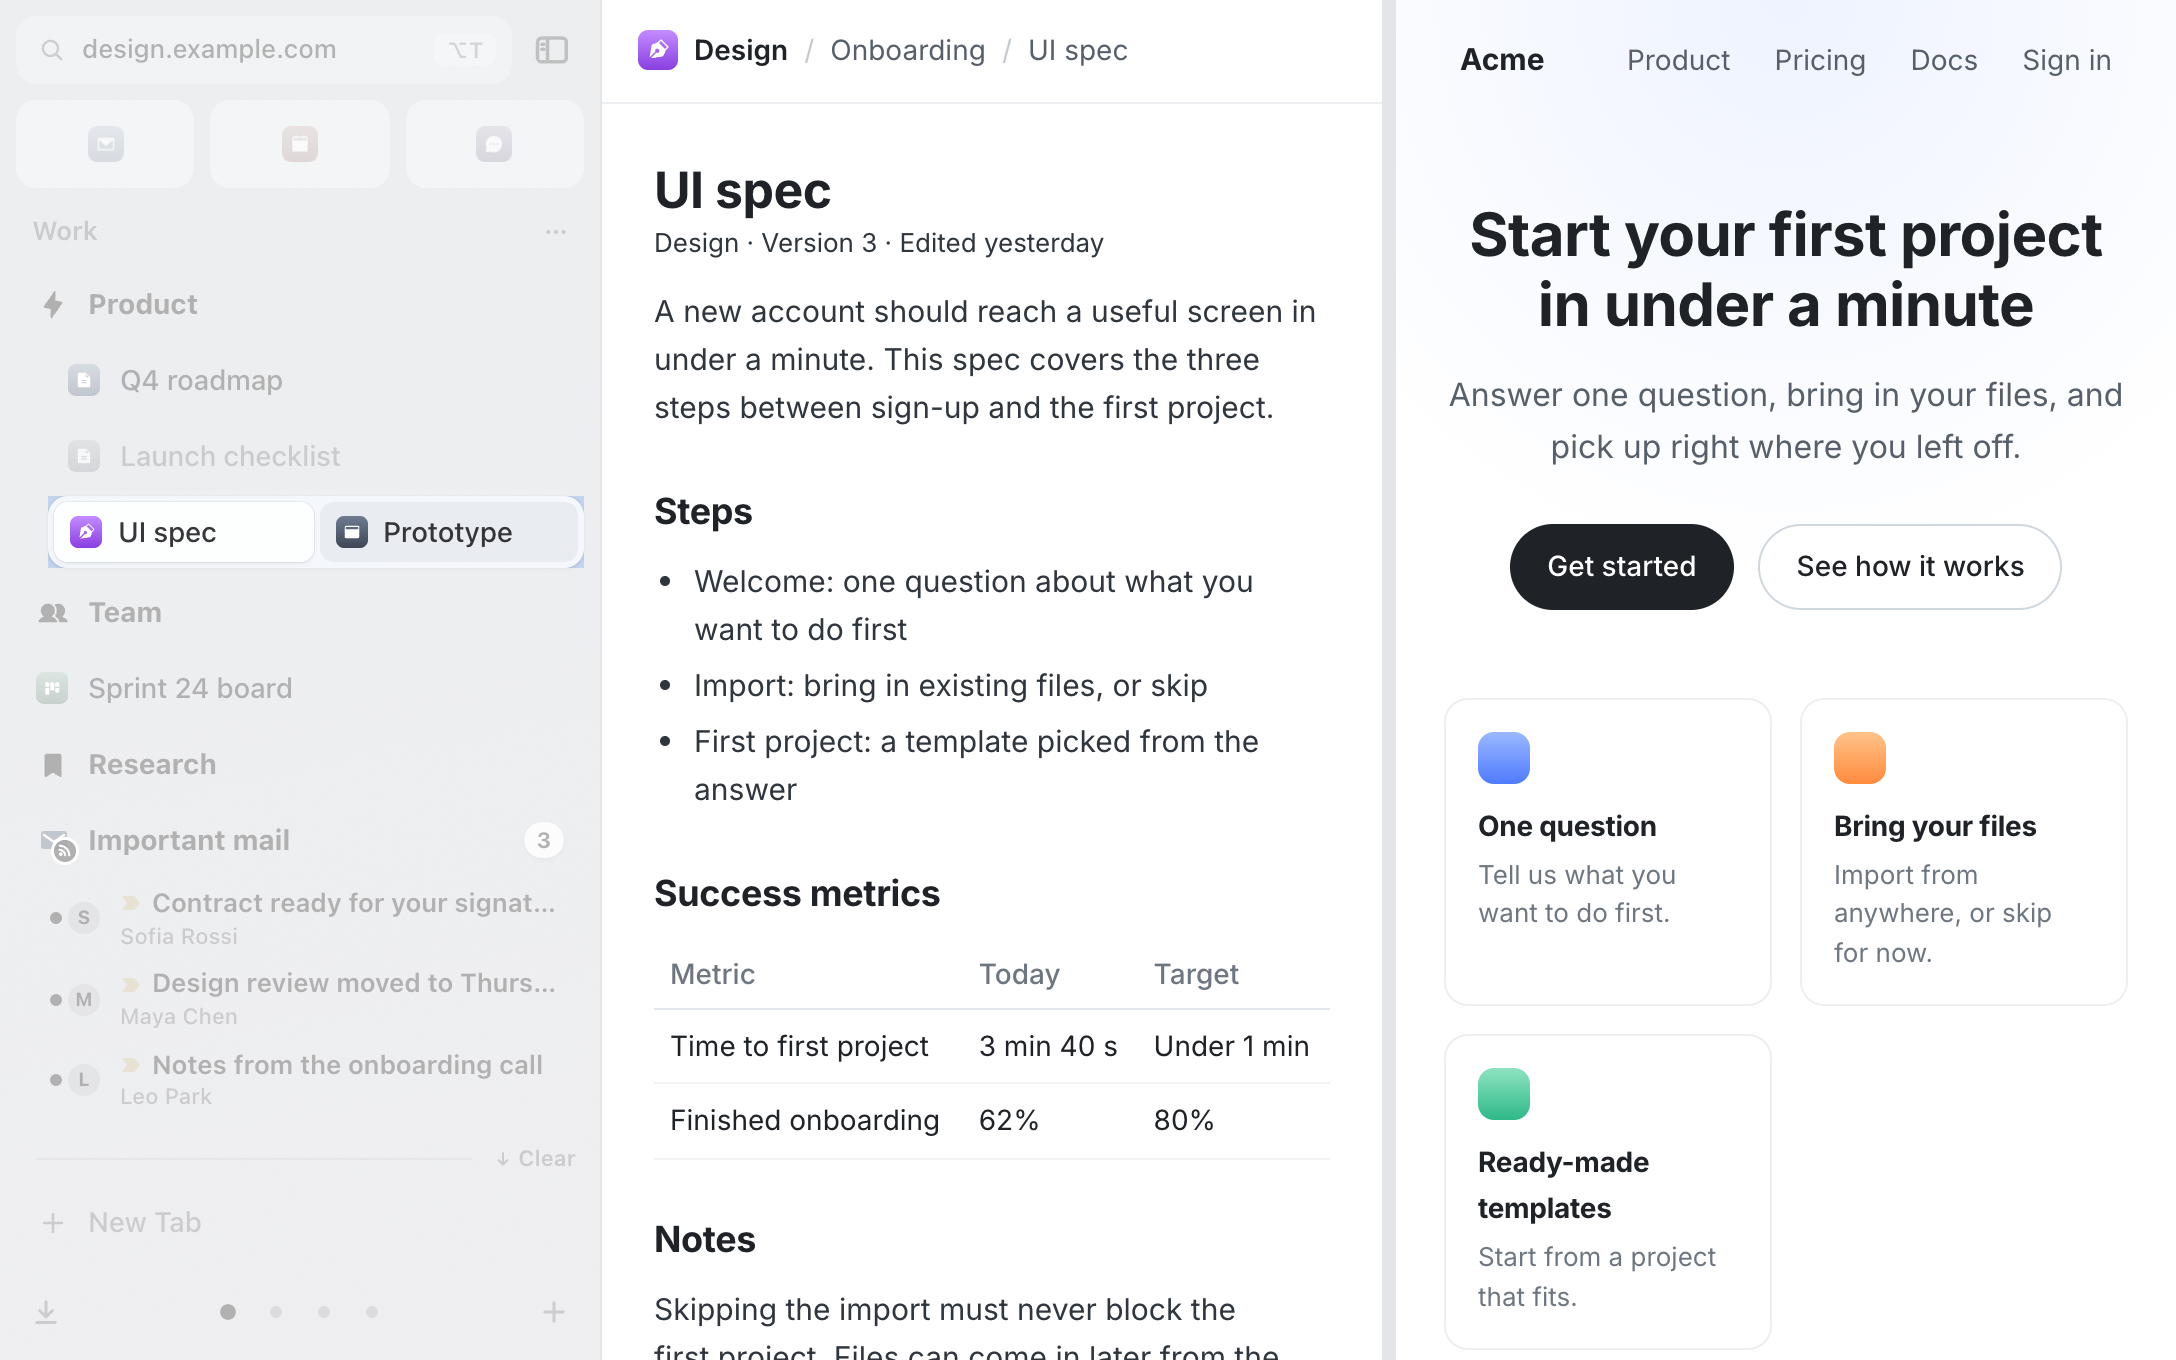 design.example.com
⌥T
Work
Product
Q4 roadmap
Launch checklist
UI spec
Prototype
Team
Sprint 24 board
Research
Important mail
3
S
Contract ready for your signat...
Sofia Rossi
M
Design review moved to Thurs...
Maya Chen
L
Notes from the onboarding call
Leo Park
Clear
New Tab
Design / Onboarding / UI spec
UI spec
Design · Version 3 · Edited yesterday
A new account should reach a useful screen in
under a minute. This spec covers the three
steps between sign-up and the first project.
Steps
• Welcome: one question about what you
want to do first
• Import: bring in existing files, or skip
• First project: a template picked from the
answer
Success metrics
Metric Today Target
Time to first project 3 min 40 s Under 1 min
Finished onboarding 62% 80%
Notes
Skipping the import must never block the
first project. Files can come in later from the
Acme Product Pricing Docs Sign in
Start your first project
in under a minute
Answer one question, bring in your files, and
pick up right where you left off.
Get started
See how it works
One question
Tell us what you
want to do first.
Bring your files
Import from
anywhere, or skip
for now.
Ready-made
templates
Start from a project
that fits.